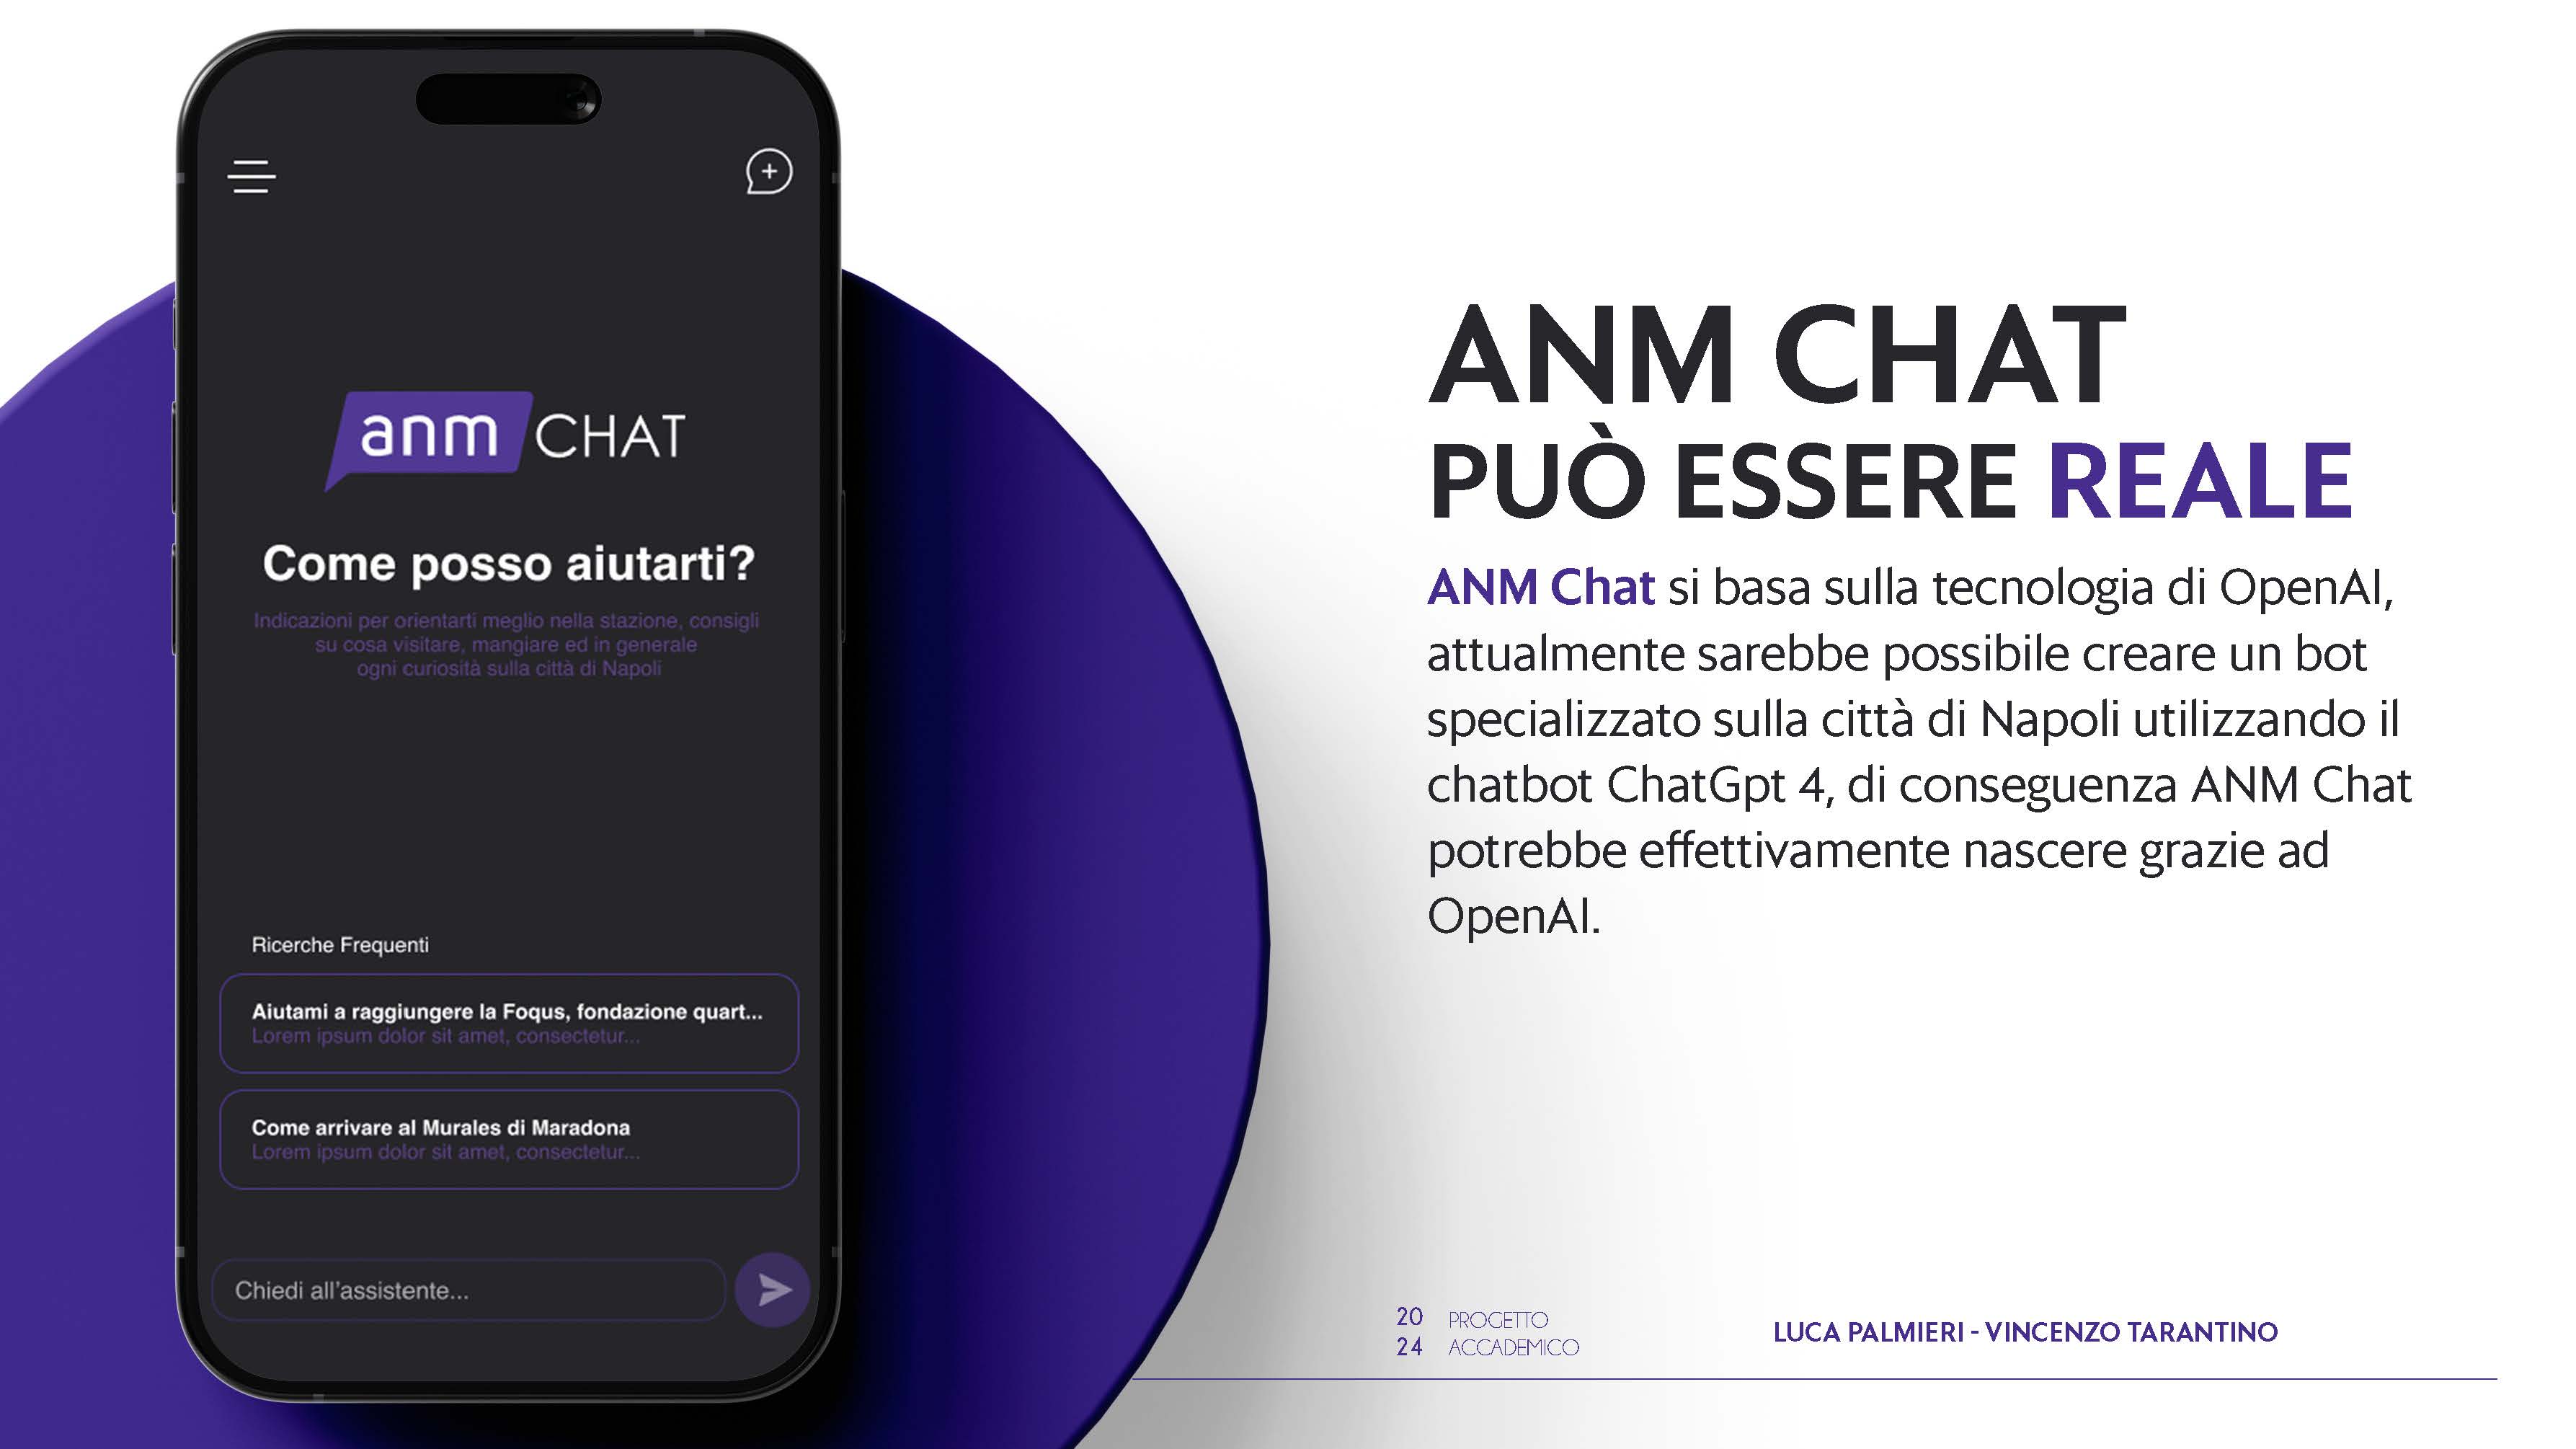 anm CHAT
Come posso aiutarti?
Indicazioni per orientarti meglio nella stazione, consigli
su cosa visitare, mangiare ed in generale
ogni curiosità sulla città di Napoli
Ricerche Frequenti
Aiutami a raggiungere la Foqus, fondazione quart...
Lorem ipsum dolor sit amet, consectetur...
Come arrivare al Murales di Maradona
Lorem ipsum dolor sit amet, consectetur...
Chiedi all'assistente...
ANM CHAT
PUÒ ESSERE REALE
ANM Chat si basa sulla tecnologia di OpenAI,
attualmente sarebbe possibile creare un bot
specializzato sulla città di Napoli utilizzando il
chatbot ChatGpt 4, di conseguenza ANM Chat
potrebbe effettivamente nascere grazie ad
OpenAI.
20 PROGETTO
24 ACCADEMICO
LUCA PALMIERI - VINCENZO TARANTINO